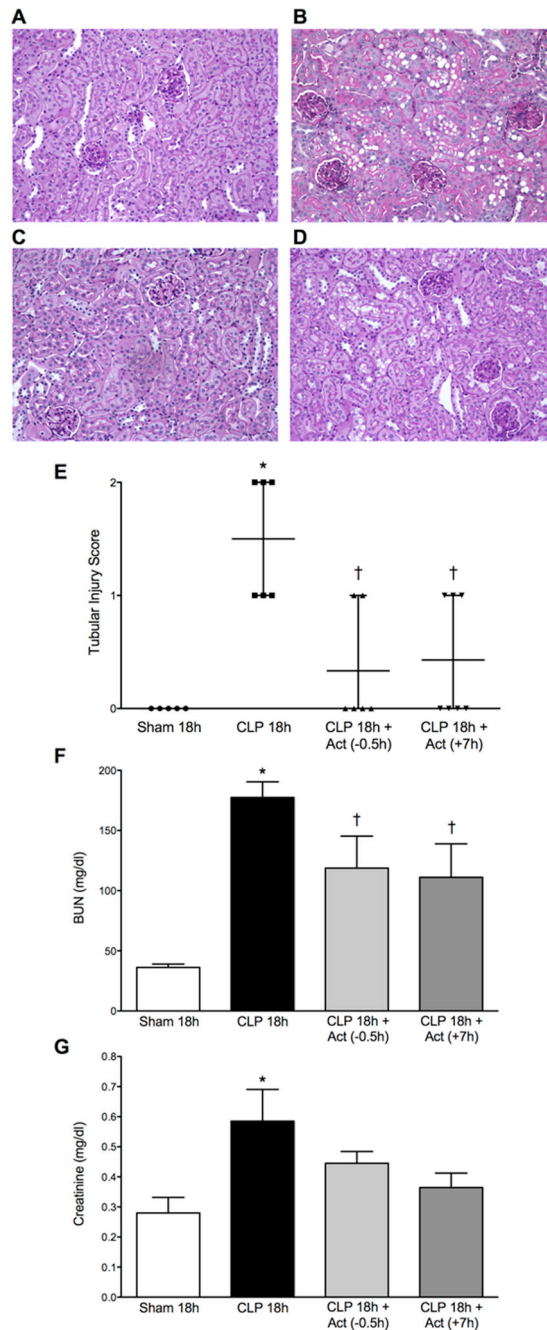 A
B
C
D
E
Tubular Injury Score
2
1
0
*
†
†
Sham 18h
CLP 18h
CLP 18h +
Act (-0.5h)
CLP 18h +
Act (+7h)
F
BUN (mg/dl)
200
150
100
50
0
*
†
†
Sham 18h
CLP 18h
CLP 18h +
Act (-0.5h)
CLP 18h +
Act (+7h)
G
Creatinine (mg/dl)
0.8
0.7
0.6
0.5
0.4
0.3
0.2
0.1
0.0
*
Sham 18h
CLP 18h
CLP 18h +
Act (-0.5h)
CLP 18h +
Act (+7h)